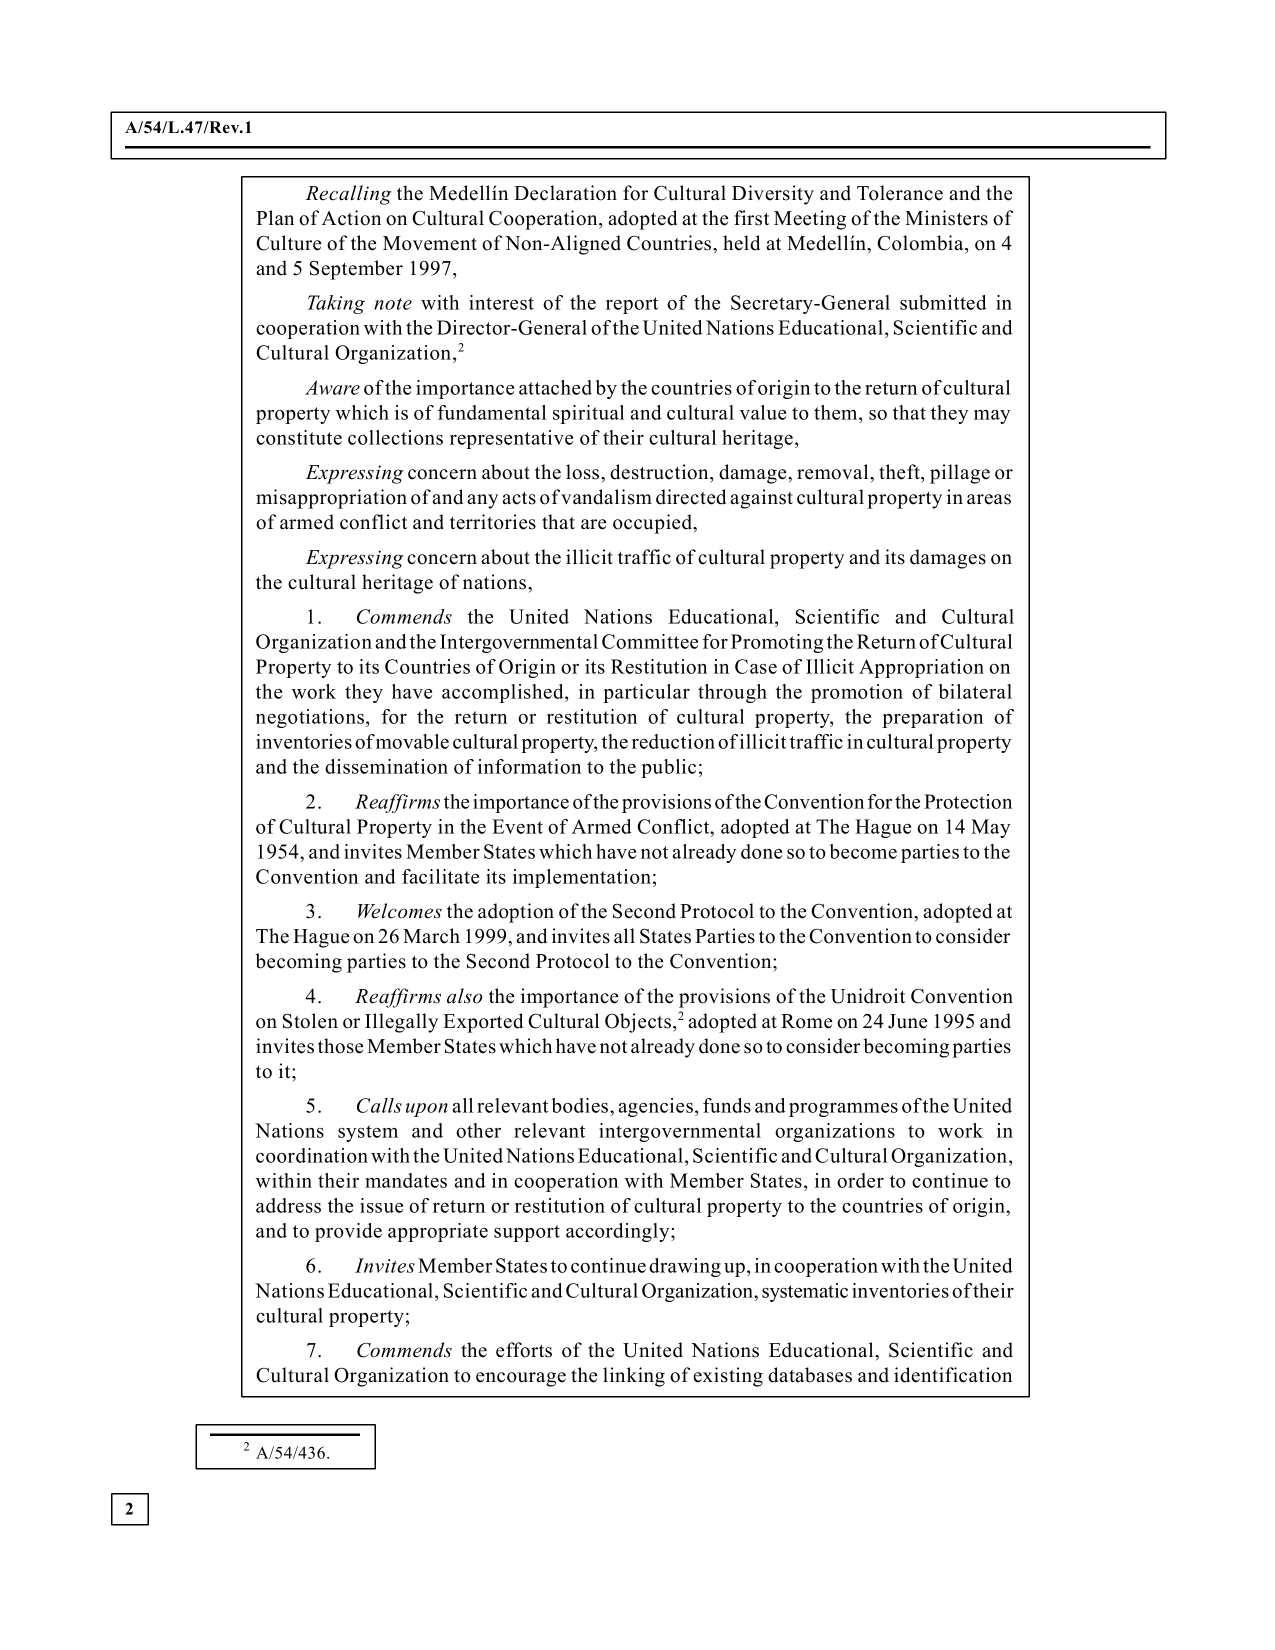 A/54/L.47/Rev.1
Recalling the Medellín Declaration for Cultural Diversity and Tolerance and the
Plan of Action on Cultural Cooperation, adopted at the first Meeting of the Ministers of
Culture of the Movement of Non-Aligned Countries, held at Medellín, Colombia, on 4
and 5 September 1997,
Taking note with interest of the report of the Secretary-General submitted in
cooperation with the Director-General of the United Nations Educational, Scientific and
Cultural Organization,2
Aware of the importance attached by the countries of origin to the return of cultural
property which is of fundamental spiritual and cultural value to them, so that they may
constitute collections representative of their cultural heritage,
Expressing concern about the loss, destruction, damage, removal, theft, pillage or
misappropriation of and any acts of vandalism directed against cultural property in areas
of armed conflict and territories that are occupied,
Expressing concern about the illicit traffic of cultural property and its damages on
the cultural heritage of nations,
1. Commends the United Nations Educational, Scientific and Cultural
Organization and the Intergovernmental Committee for Promoting the Return of Cultural
Property to its Countries of Origin or its Restitution in Case of Illicit Appropriation on
the work they have accomplished, in particular through the promotion of bilateral
negotiations, for the return or restitution of cultural property, the preparation of
inventories of movable cultural property, the reduction of illicit traffic in cultural property
and the dissemination of information to the public;
2. Reaffirms the importance of the provisions of the Convention for the Protection
of Cultural Property in the Event of Armed Conflict, adopted at The Hague on 14 May
1954, and invites Member States which have not already done so to become parties to the
Convention and facilitate its implementation;
3. Welcomes the adoption of the Second Protocol to the Convention, adopted at
The Hague on 26 March 1999, and invites all States Parties to the Convention to consider
becoming parties to the Second Protocol to the Convention;
4. Reaffirms also the importance of the provisions of the Unidroit Convention
on Stolen or Illegally Exported Cultural Objects,2 adopted at Rome on 24 June 1995 and
invites those Member States which have not already done so to consider becoming parties
to it;
5. Calls upon all relevant bodies, agencies, funds and programmes of the United
Nations system and other relevant intergovernmental organizations to work in
coordination with the United Nations Educational, Scientific and Cultural Organization,
within their mandates and in cooperation with Member States, in order to continue to
address the issue of return or restitution of cultural property to the countries of origin,
and to provide appropriate support accordingly;
6. Invites Member States to continue drawing up, in cooperation with the United
Nations Educational, Scientific and Cultural Organization, systematic inventories of their
cultural property;
7. Commends the efforts of the United Nations Educational, Scientific and
Cultural Organization to encourage the linking of existing databases and identification
2 A/54/436.
2